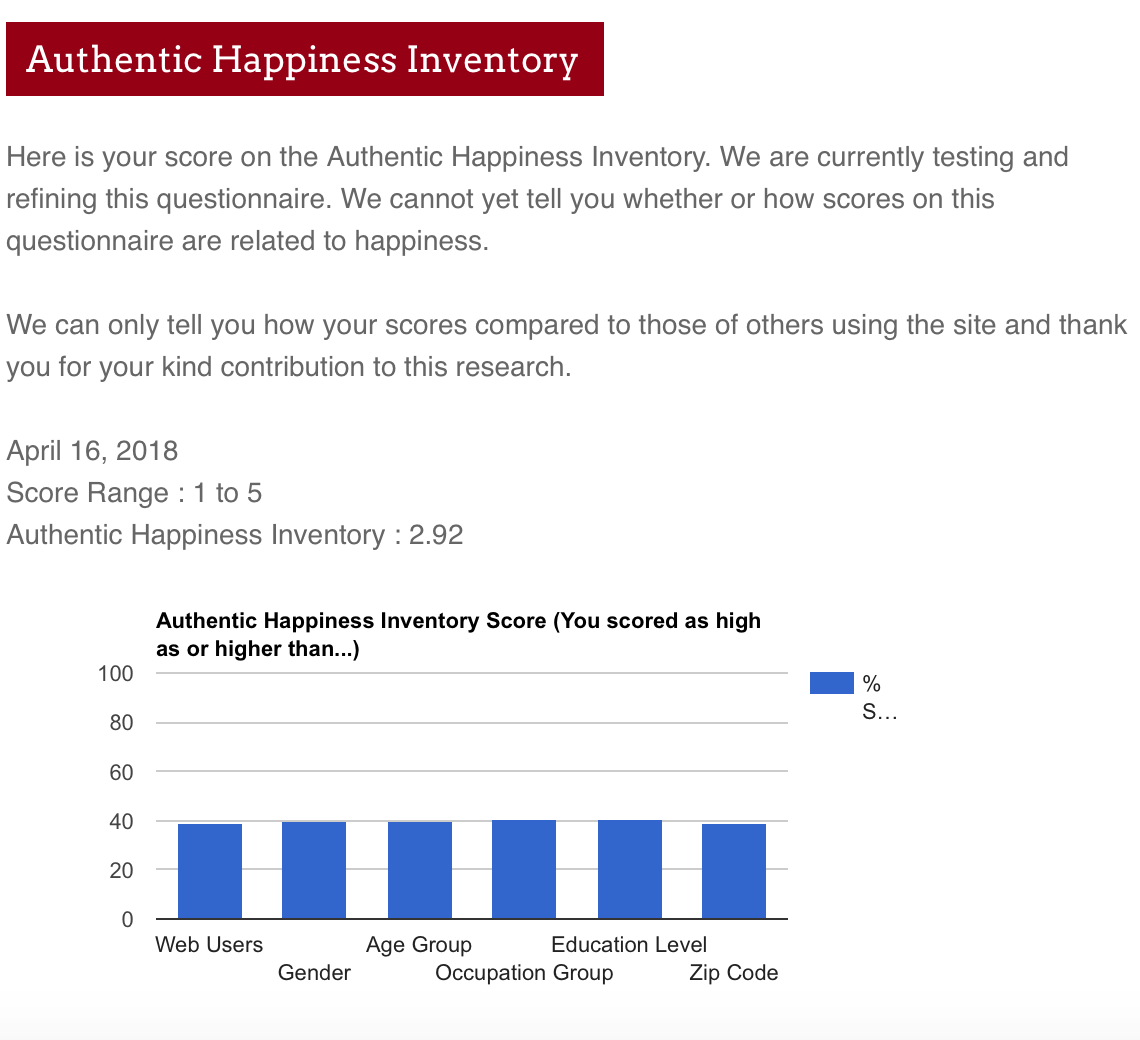 Authentic Happiness Inventory
Here is your score on the Authentic Happiness Inventory. We are currently testing and
refining this questionnaire. We cannot yet tell you whether or how scores on this
questionnaire are related to happiness.
We can only tell you how your scores compared to those of others using the site and thank
you for your kind contribution to this research.
April 16, 2018
Score Range : 1 to 5
Authentic Happiness Inventory : 2.92
Authentic Happiness Inventory Score (You scored as high
as or higher than...)
100
80
60
40
20
0
%
S...
Web Users
Gender
Age Group
Occupation Group
Education Level
Zip Code